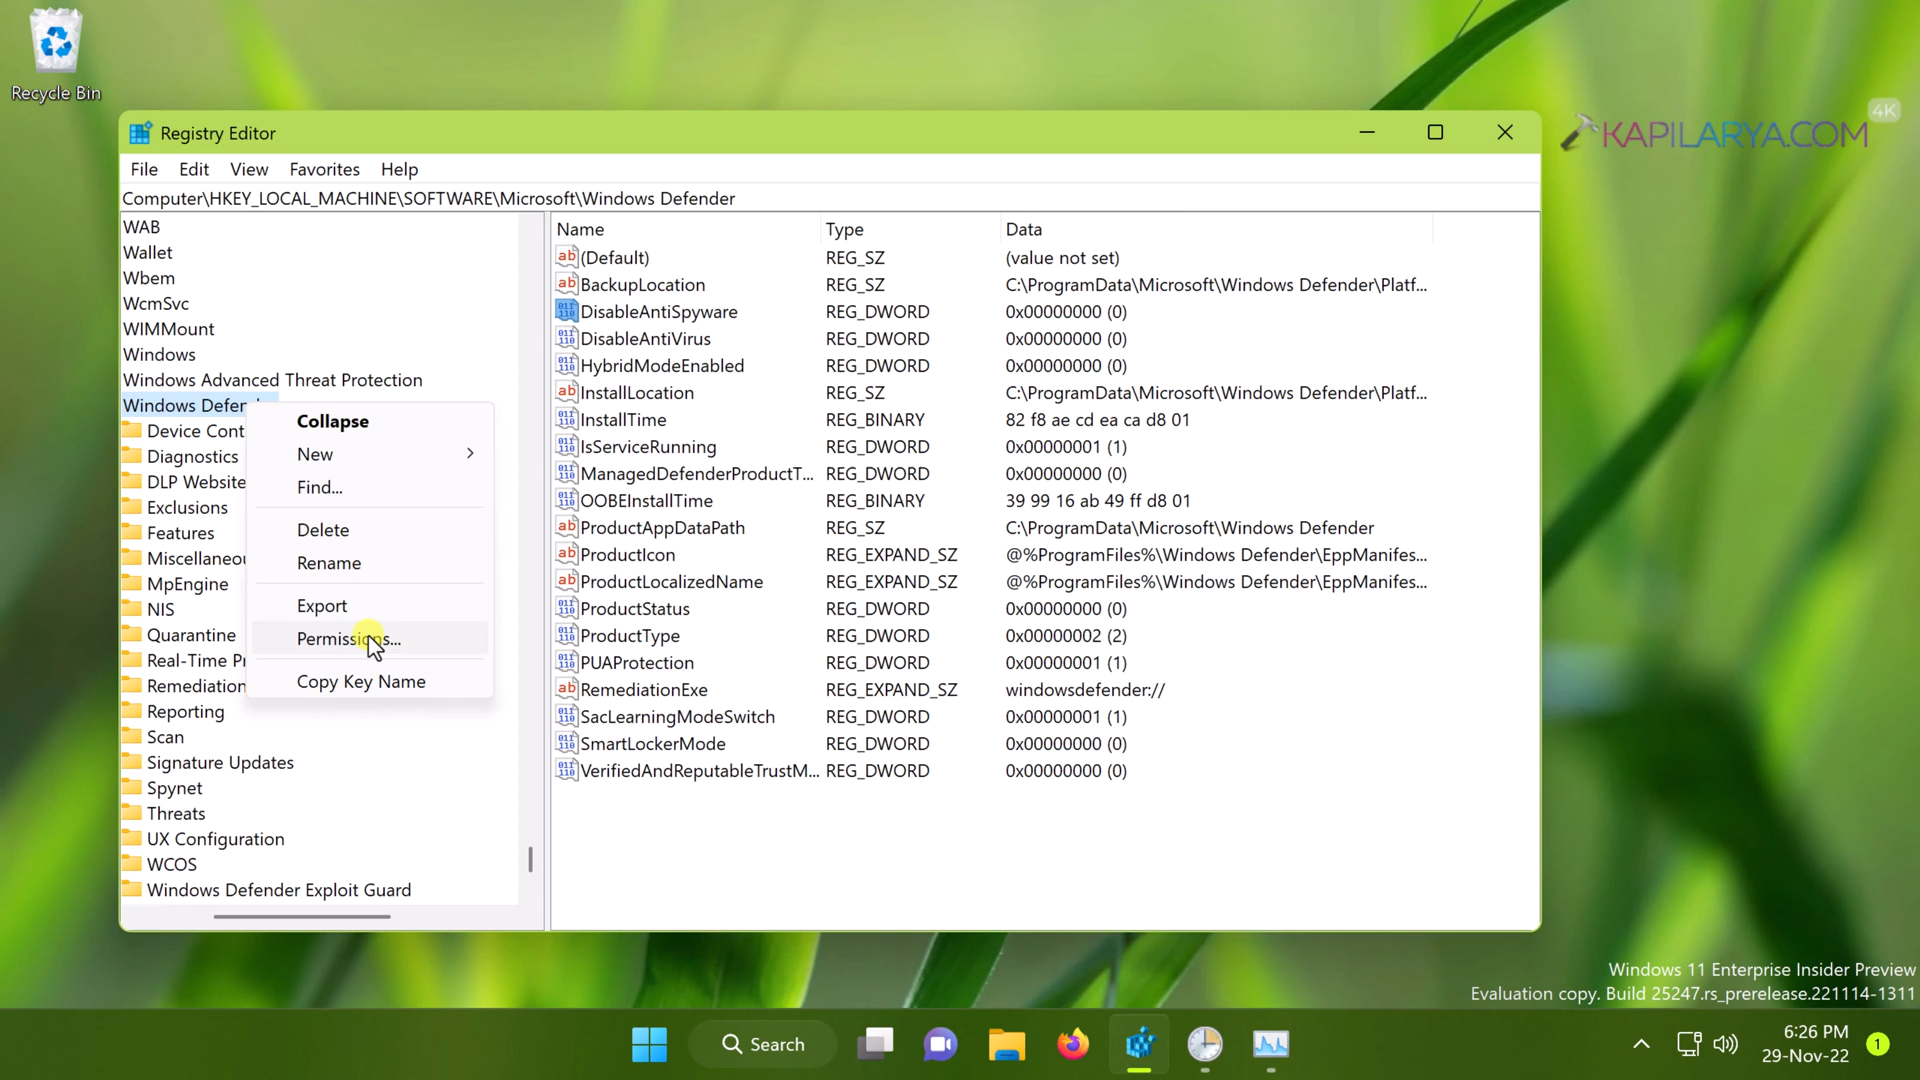 Recycle Bin
4K
KAPILARYA.COM
Registry Editor
File Edit View Favorites Help
Computer\HKEY_LOCAL_MACHINE\SOFTWARE\Microsoft\Windows Defender
WAB
Wallet
Wbem
WcmSvc
WIMMount
Windows
Windows Advanced Threat Protection
Windows Defen
Device Cont
Diagnostics
DLP Website
Exclusions
Features
Miscellaneou
MpEngine
NIS
Quarantine
Real-Time Pr
Remediation
Reporting
Scan
Signature Updates
Spynet
Threats
UX Configuration
WCOS
Windows Defender Exploit Guard
Collapse
New
Find...
Delete
Rename
Export
Permissions...
Copy Key Name
Name Type Data
(Default) REG_SZ (value not set)
BackupLocation REG_SZ C:\ProgramData\Microsoft\Windows Defender\Platf...
DisableAntiSpyware REG_DWORD 0x00000000 (0)
DisableAntiVirus REG_DWORD 0x00000000 (0)
HybridModeEnabled REG_DWORD 0x00000000 (0)
InstallLocation REG_SZ C:\ProgramData\Microsoft\Windows Defender\Platf...
InstallTime REG_BINARY 82 f8 ae cd ea ca d8 01
IsServiceRunning REG_DWORD 0x00000001 (1)
ManagedDefenderProductT... REG_DWORD 0x00000000 (0)
OOBEInstallTime REG_BINARY 39 99 16 ab 49 ff d8 01
ProductAppDataPath REG_SZ C:\ProgramData\Microsoft\Windows Defender
ProductIcon REG_EXPAND_SZ @%ProgramFiles%\Windows Defender\EppManifes...
ProductLocalizedName REG_EXPAND_SZ @%ProgramFiles%\Windows Defender\EppManifes...
ProductStatus REG_DWORD 0x00000000 (0)
ProductType REG_DWORD 0x00000002 (2)
PUAProtection REG_DWORD 0x00000001 (1)
RemediationExe REG_EXPAND_SZ windowsdefender://
SacLearningModeSwitch REG_DWORD 0x00000001 (1)
SmartLockerMode REG_DWORD 0x00000000 (0)
VerifiedAndReputableTrustM... REG_DWORD 0x00000000 (0)
Windows 11 Enterprise Insider Preview
Evaluation copy. Build 25247.rs_prerelease.221114-1311
Search
6:26 PM
29-Nov-22
1